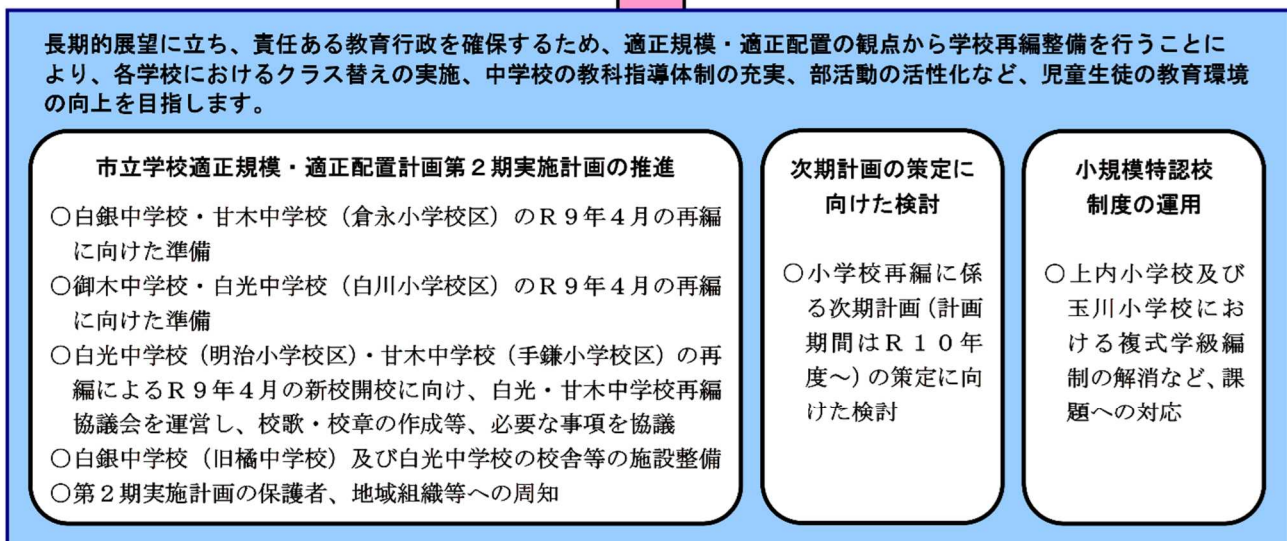 長期的展望に立ち、責任ある教育行政を確保するため、適正規模・適正配置の観点から学校再編整備を行うことに
より、各学校におけるクラス替えの実施、中学校の教科指導体制の充実、部活動の活性化など、児童生徒の教育環境
の向上を目指します。
市立学校適正規模・適正配置計画第２期実施計画の推進
○白銀中学校・甘木中学校（倉永小学校区）のＲ９年４月の再編
に向けた準備
○御木中学校・白光中学校（白川小学校区）のＲ９年４月の再編
に向けた準備
○白光中学校（明治小学校区）・甘木中学校（手鎌小学校区）の再
編によるＲ９年４月の新校開校に向け、白光・甘木中学校再編
協議会を運営し、校歌・校章の作成等、必要な事項を協議
○白銀中学校（旧橘中学校）及び白光中学校の校舎等の施設整備
○第２期実施計画の保護者、地域組織等への周知
次期計画の策定に
向けた検討
○小学校再編に係
る次期計画（計画
期間はＲ１０年
度～）の策定に向
けた検討
小規模特認校
制度の運用
○上内小学校及び
玉川小学校にお
ける複式学級編
制の解消など、課
題への対応